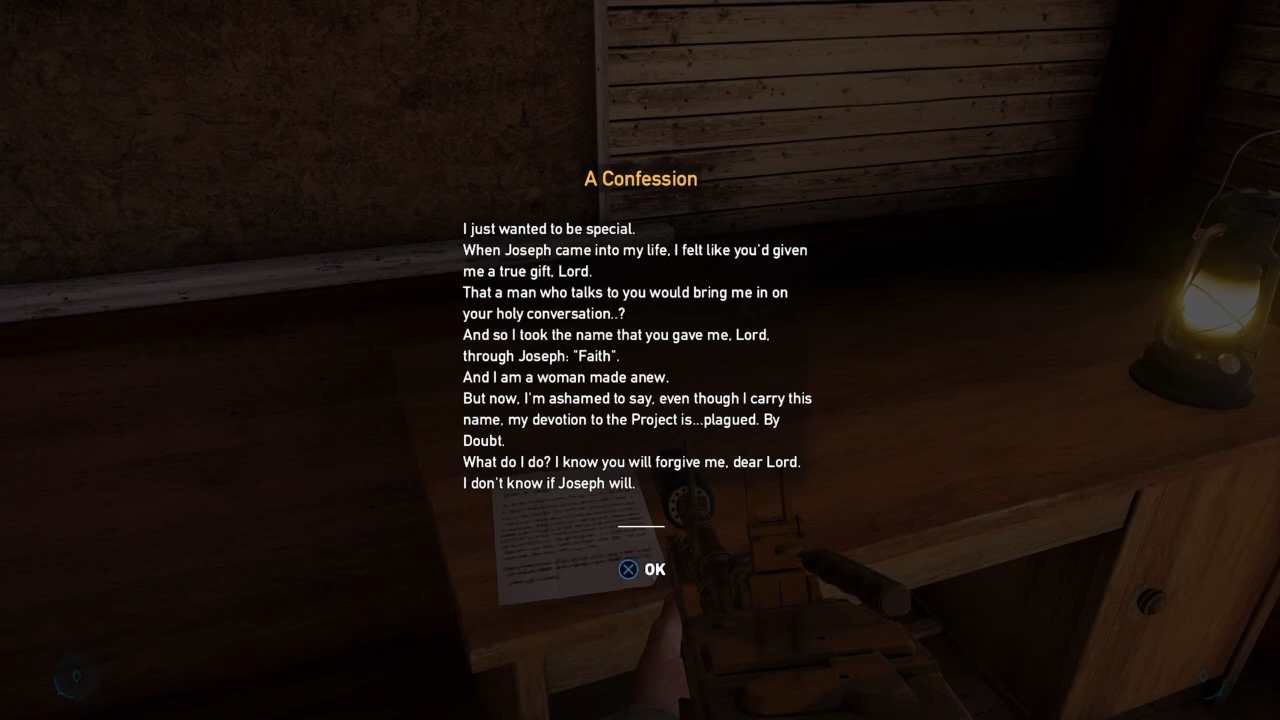 A Confession
I just wanted to be special.
When Joseph came into my life, I felt like you'd given
me a true gift, Lord.
That a man who talks to you would bring me in on
your holy conversation..?
And so I took the name that you gave me, Lord,
through Joseph: "Faith".
And I am a woman made anew.
But now, I'm ashamed to say, even though I carry this
name, my devotion to the Project is...plagued. By
Doubt.
What do I do? I know you will forgive me, dear Lord.
I don't know if Joseph will.
OK